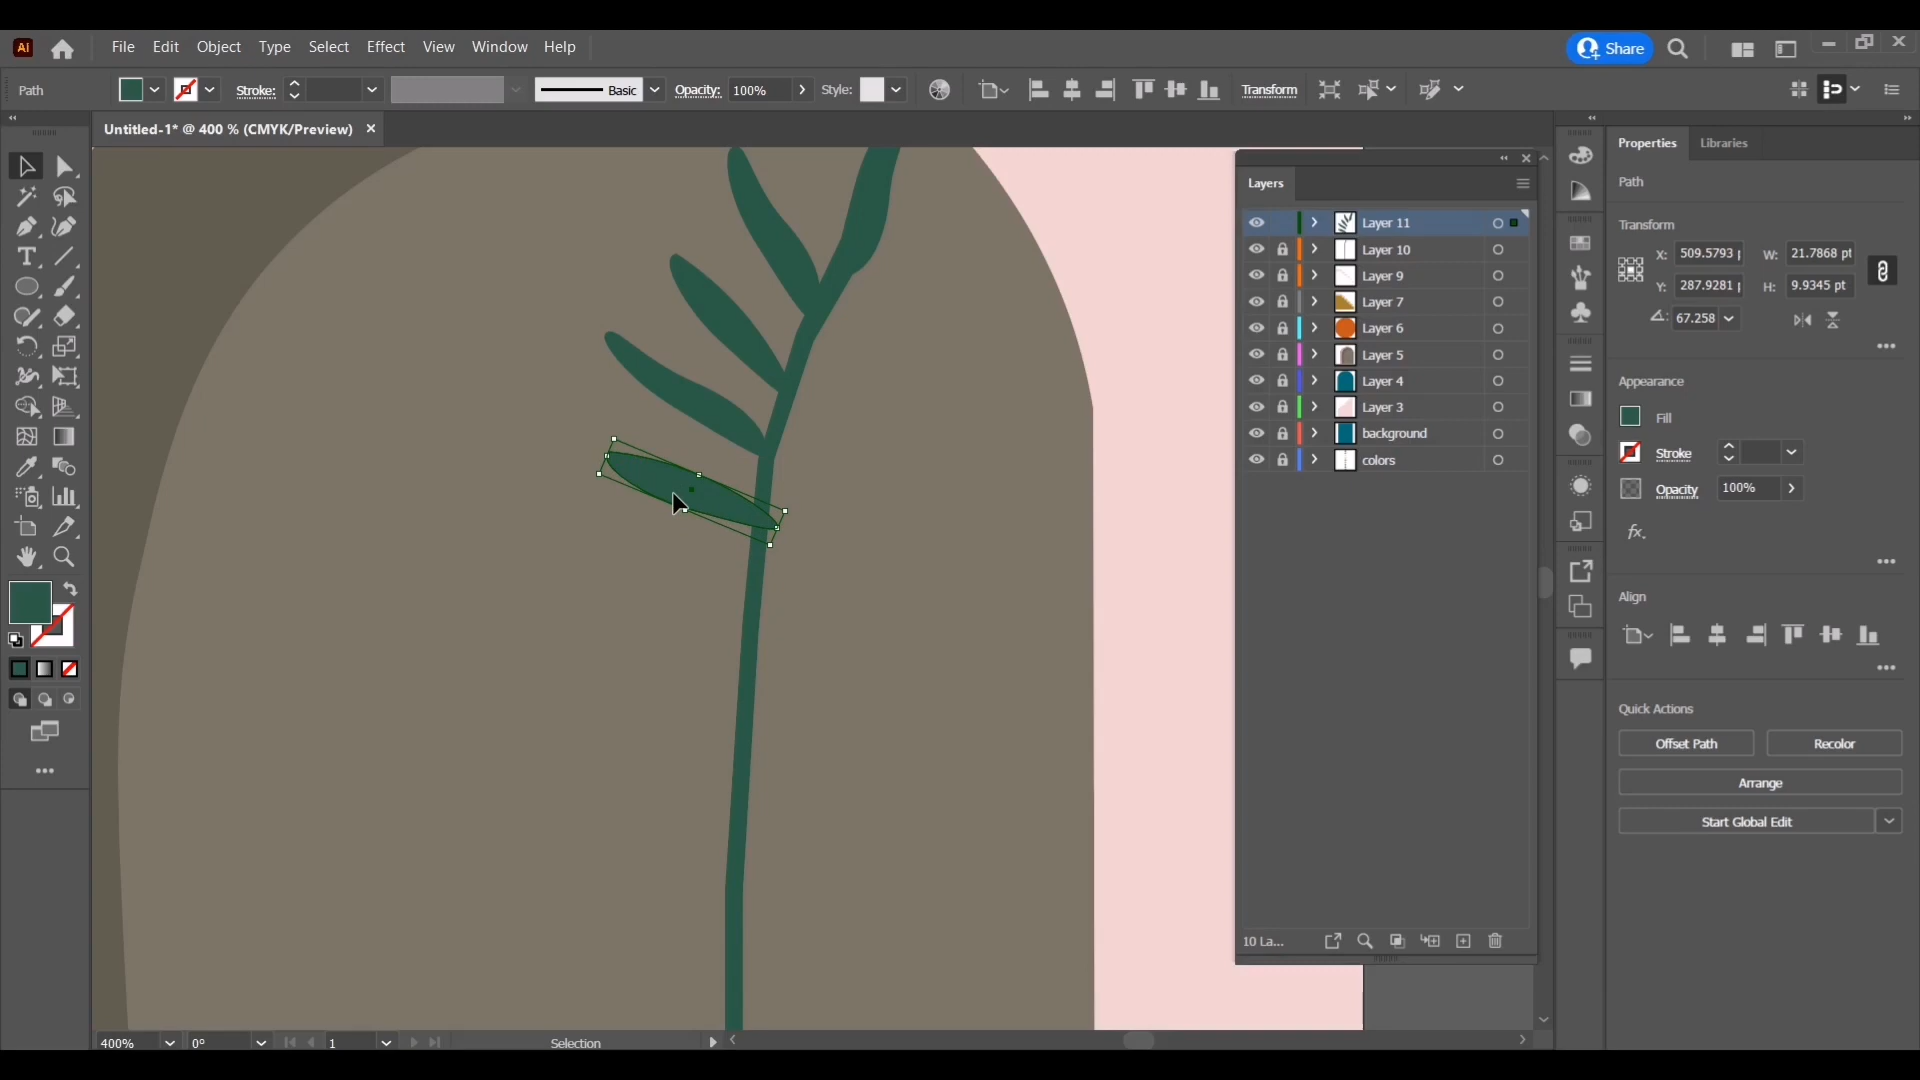 Ai File Edit Object Type Select Effect View Window Help Share
Path Stroke: Basic Opacity: 100% Style: Transform
Untitled-1* @ 400 % (CMYK/Preview)
Layers
Layer 11
Layer 10
Layer 9
Layer 7
Layer 6
Layer 5
Layer 4
Layer 3
background
colors
10 La...
Properties Libraries
Path
Transform
X: 509.5793 W: 21.7868 pt
Y: 287.9281 H: 9.9345 pt
67.258
Appearance
Fill
Stroke
Opacity 100%
fx.
Align
Quick Actions
Offset Path Recolor
Arrange
Start Global Edit
400% 0° 1 Selection